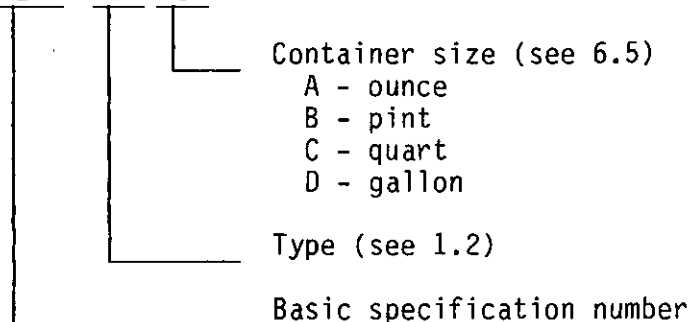 Container size (see 6.5)
A - ounce
B - pint
C - quart
D - gallon
Type (see 1.2)
Basic specification number